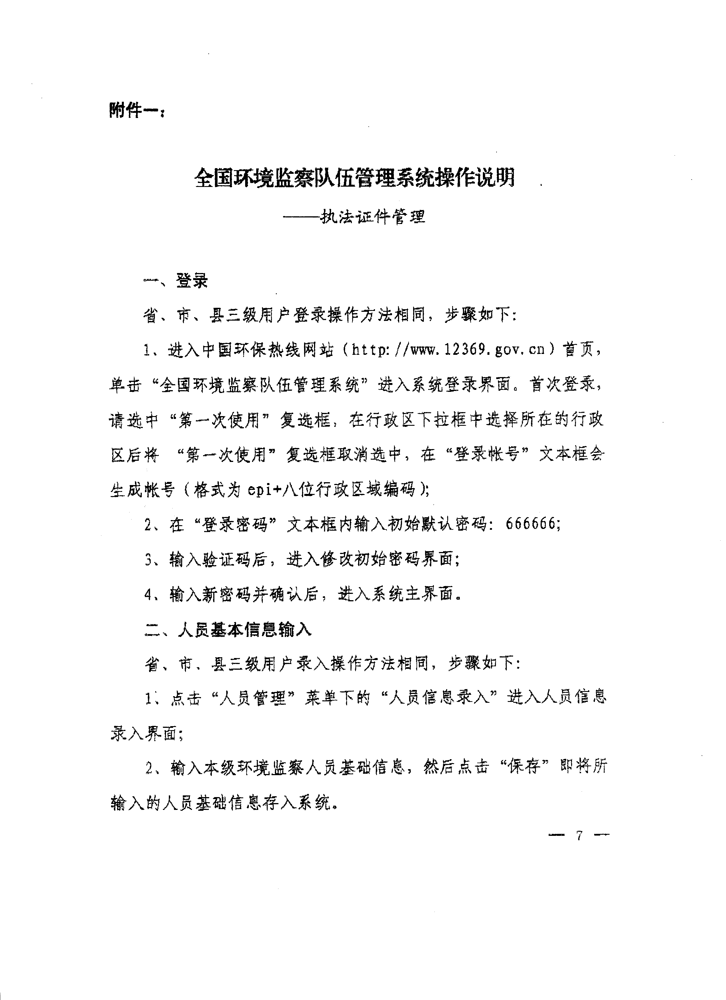 附件一：
全国环境监察队伍管理系统操作说明
——执法证件管理
一、登录
省、市、县三级用户登录操作方法相同，步骤如下：
1、进入中国环保热线网站（http://www.12369.gov.cn）首页，
单击“全国环境监察队伍管理系统”进入系统登录界面。首次登录，
请选中“第一次使用”复选框，在行政区下拉框中选择所在的行政
区后将 “第一次使用”复选框取消选中，在“登录帐号”文本框会
生成帐号（格式为 epi+八位行政区域编码）；
2、在“登录密码”文本框内输入初始默认密码：666666；
3、输入验证码后，进入修改初始密码界面；
4、输入新密码并确认后，进入系统主界面。
二、人员基本信息输入
省、市、县三级用户录入操作方法相同，步骤如下：
1、点击“人员管理”菜单下的“人员信息录入”进入人员信息
录入界面；
2、输入本级环境监察人员基础信息，然后点击“保存”即将所
输入的人员基础信息存入系统。
— 7 —